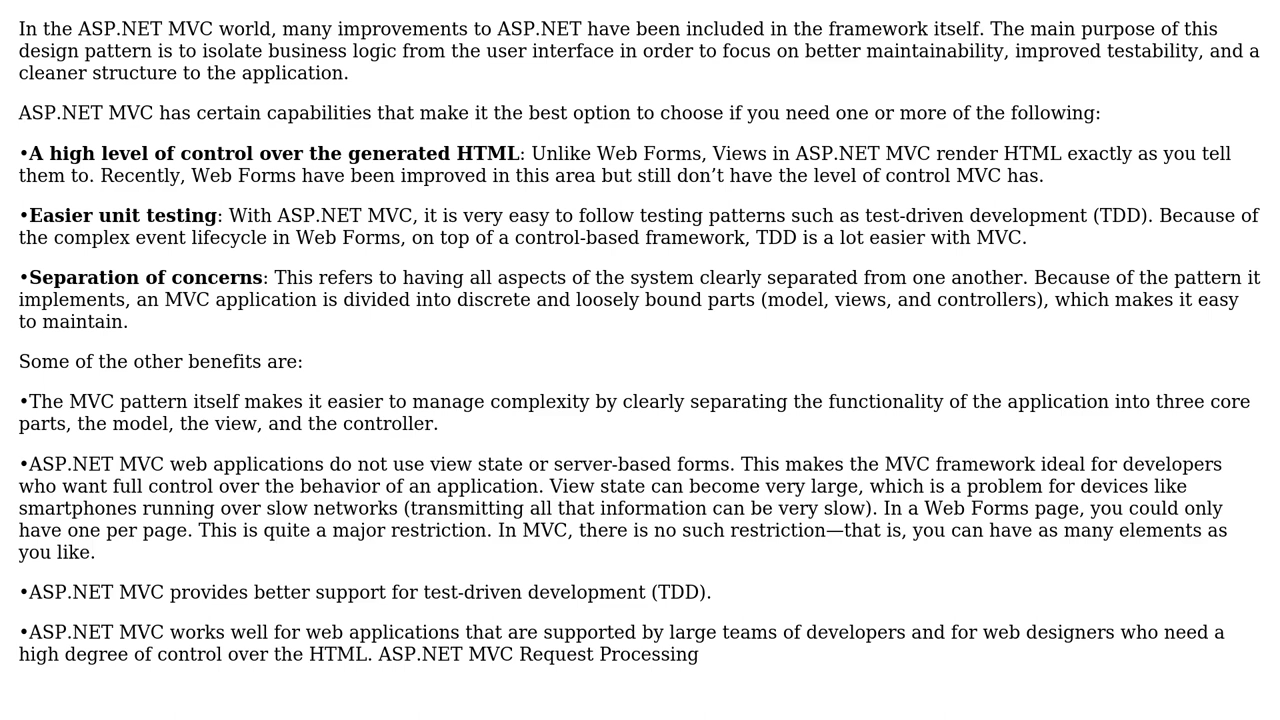 In the ASP.NET MVC world, many improvements to ASP.NET have been included in the framework itself. The main purpose of this
design pattern is to isolate business logic from the user interface in order to focus on better maintainability, improved testability, and a
cleaner structure to the application.
ASP.NET MVC has certain capabilities that make it the best option to choose if you need one or more of the following:
•A high level of control over the generated HTML: Unlike Web Forms, Views in ASP.NET MVC render HTML exactly as you tell
them to. Recently, Web Forms have been improved in this area but still don’t have the level of control MVC has.
•Easier unit testing: With ASP.NET MVC, it is very easy to follow testing patterns such as test-driven development (TDD). Because of
the complex event lifecycle in Web Forms, on top of a control-based framework, TDD is a lot easier with MVC.
•Separation of concerns: This refers to having all aspects of the system clearly separated from one another. Because of the pattern it
implements, an MVC application is divided into discrete and loosely bound parts (model, views, and controllers), which makes it easy
to maintain.
Some of the other benefits are:
•The MVC pattern itself makes it easier to manage complexity by clearly separating the functionality of the application into three core
parts, the model, the view, and the controller.
•ASP.NET MVC web applications do not use view state or server-based forms. This makes the MVC framework ideal for developers
who want full control over the behavior of an application. View state can become very large, which is a problem for devices like
smartphones running over slow networks (transmitting all that information can be very slow). In a Web Forms page, you could only
have one per page. This is quite a major restriction. In MVC, there is no such restriction—that is, you can have as many elements as
you like.
•ASP.NET MVC provides better support for test-driven development (TDD).
•ASP.NET MVC works well for web applications that are supported by large teams of developers and for web designers who need a
high degree of control over the HTML. ASP.NET MVC Request Processing